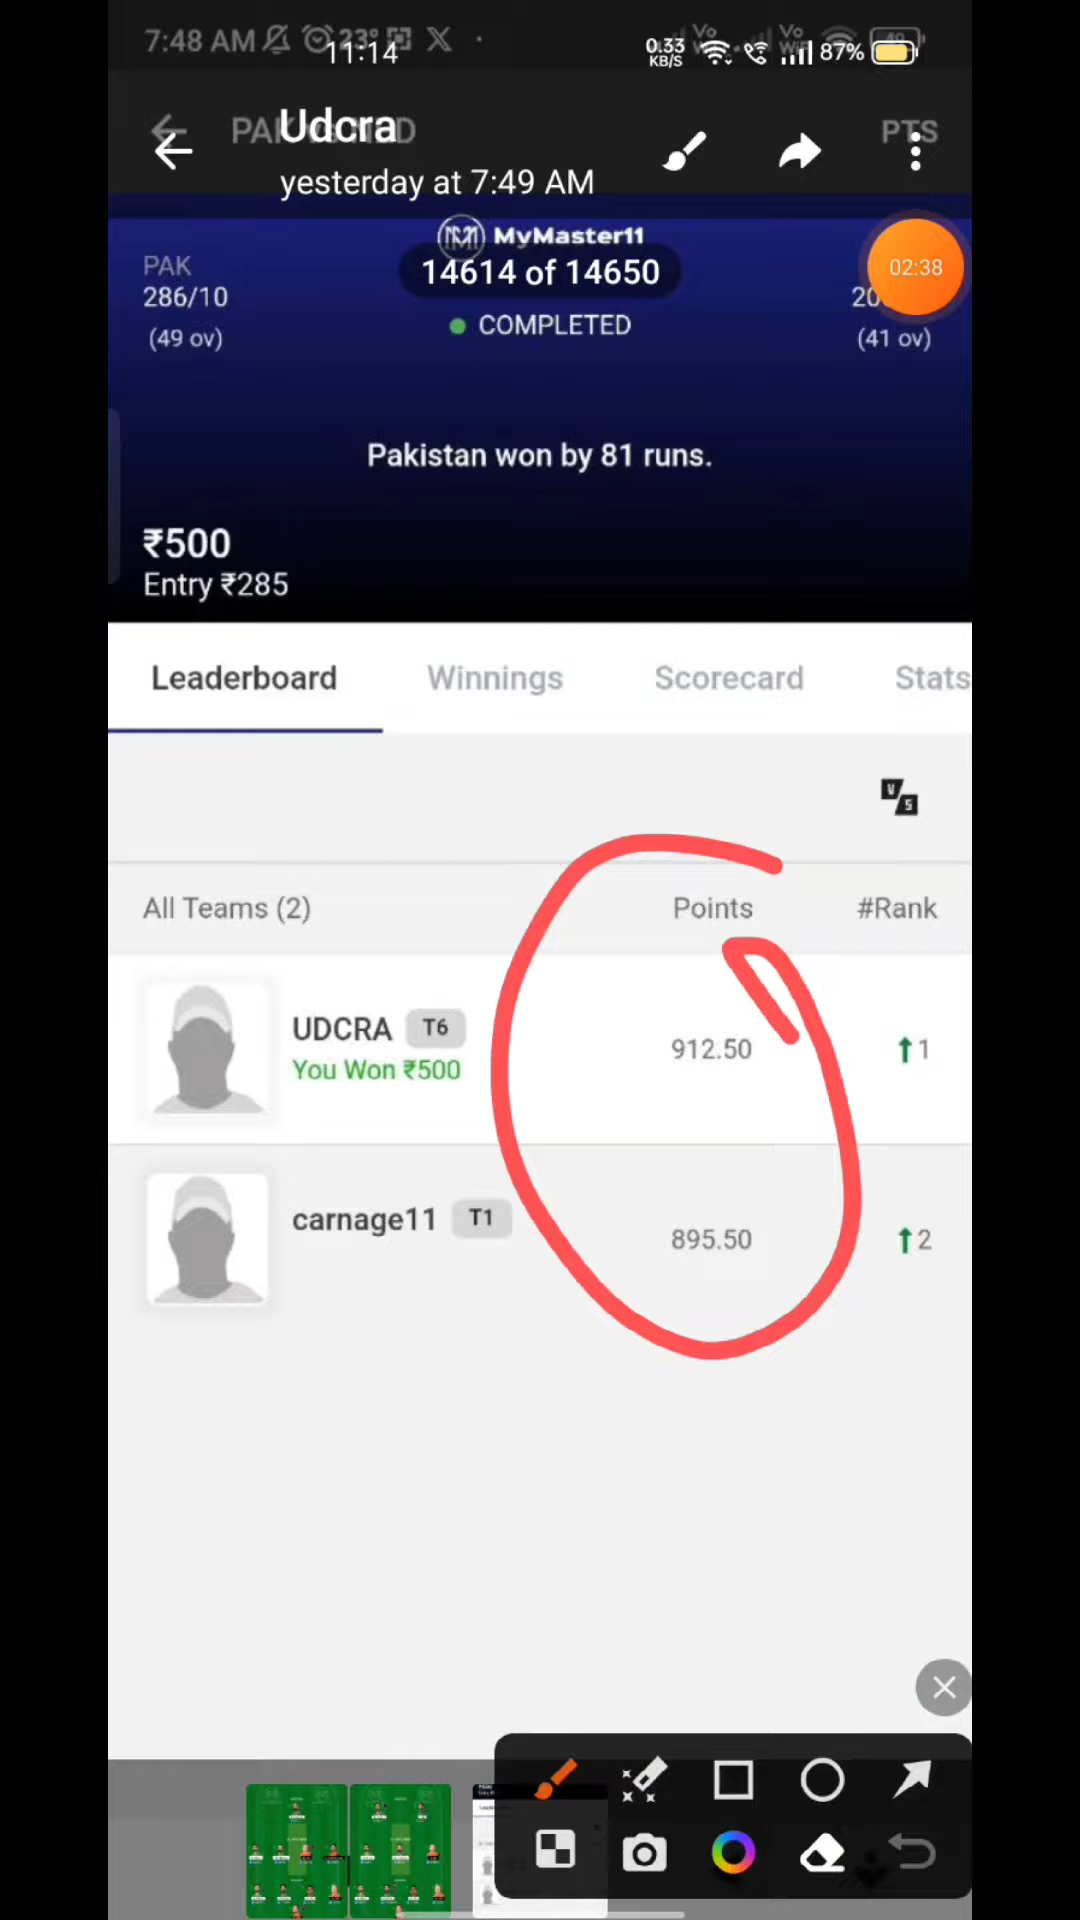 7:48 AM 23°
11:14
0.33 KB/S
87%
Udcra
PTS
yesterday at 7:49 AM
MyMaster11
PAK
14614 of 14650
02:38
286/10
(49 ov)
COMPLETED
(41 ov)
Pakistan won by 81 runs.
₹500
Entry ₹285
Leaderboard Winnings Scorecard Stats
V S
All Teams (2) Points #Rank
UDCRA T6
You Won ₹500
912.50 1
carnage11 T1
895.50 2